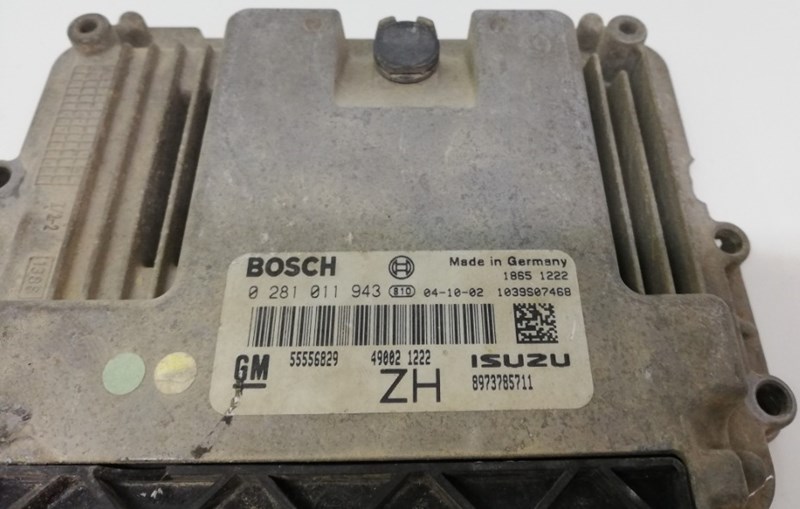 BOSCH Made in Germany
1865 1222
0 281 011 943 810 04-10-02 1039S07468
GM 55556829 49002 1222 ISUZU
ZH 8973785711